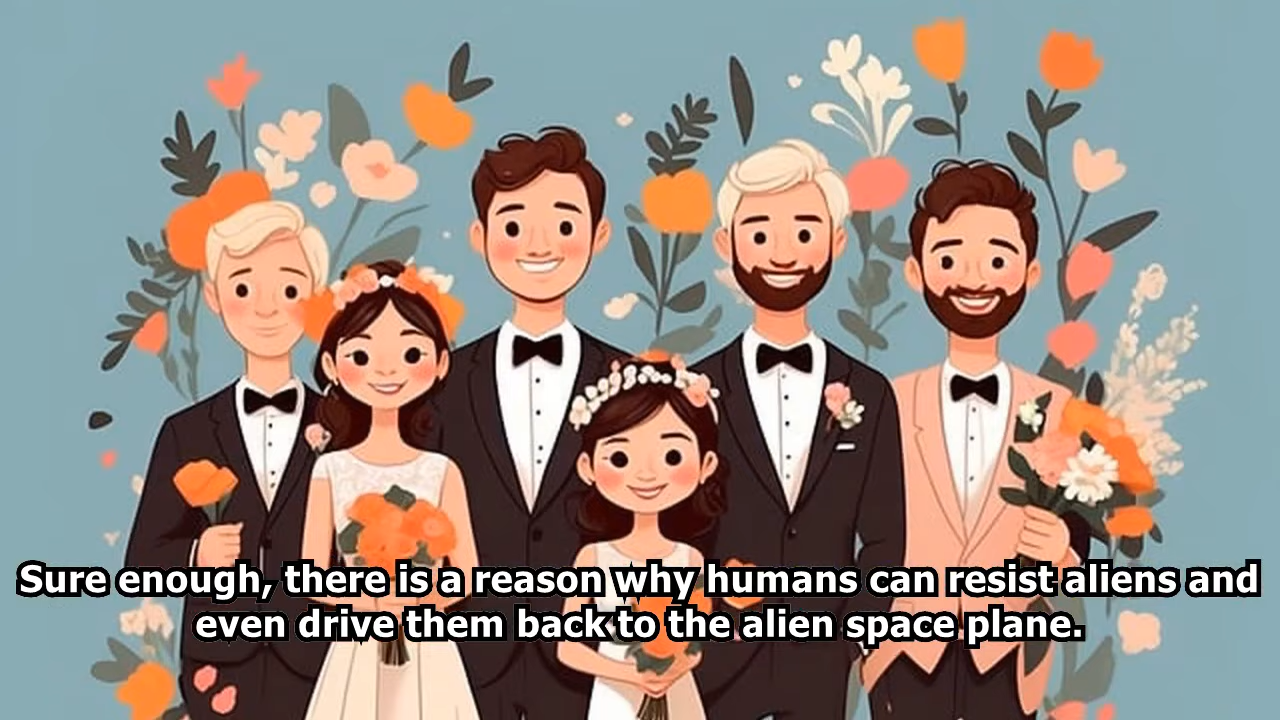 Sure enough, there is a reason why humans can resist aliens and
even drive them back to the alien space plane.